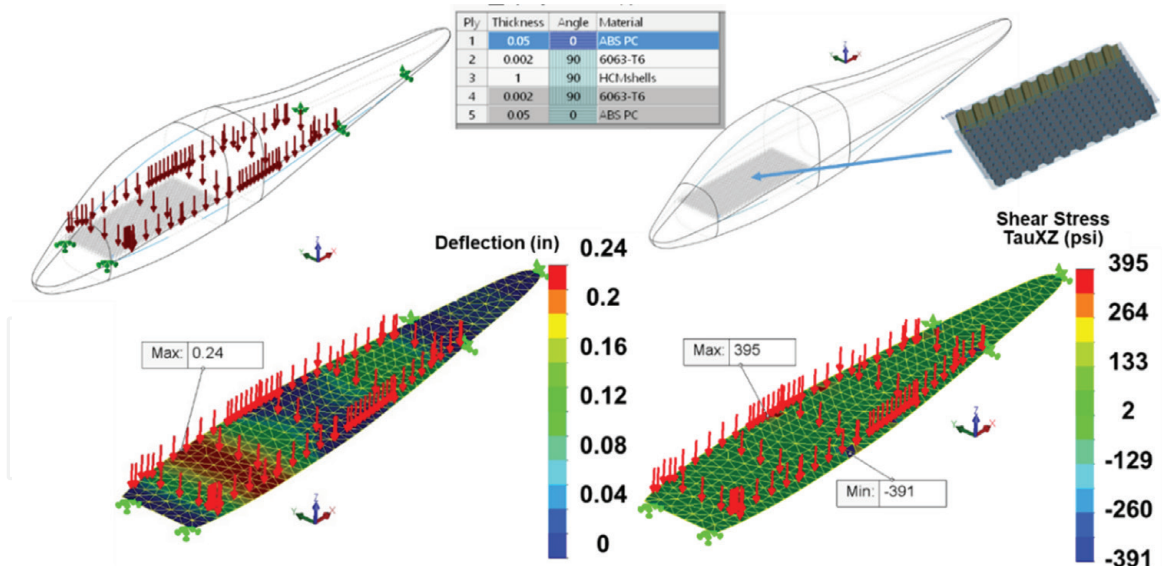 Ply Thickness Angle Material
1 0.05 0 ABS PC
2 0.002 90 6063-T6
3 1 90 HCMshells
4 0.002 90 6063-T6
5 0.05 0 ABS PC
Deflection (in)
0.24
0.2
0.16
0.12
0.08
0.04
0
Max: 0.24
Shear Stress
TauXZ (psi)
395
264
133
2
-129
-260
-391
Max: 395
Min: -391